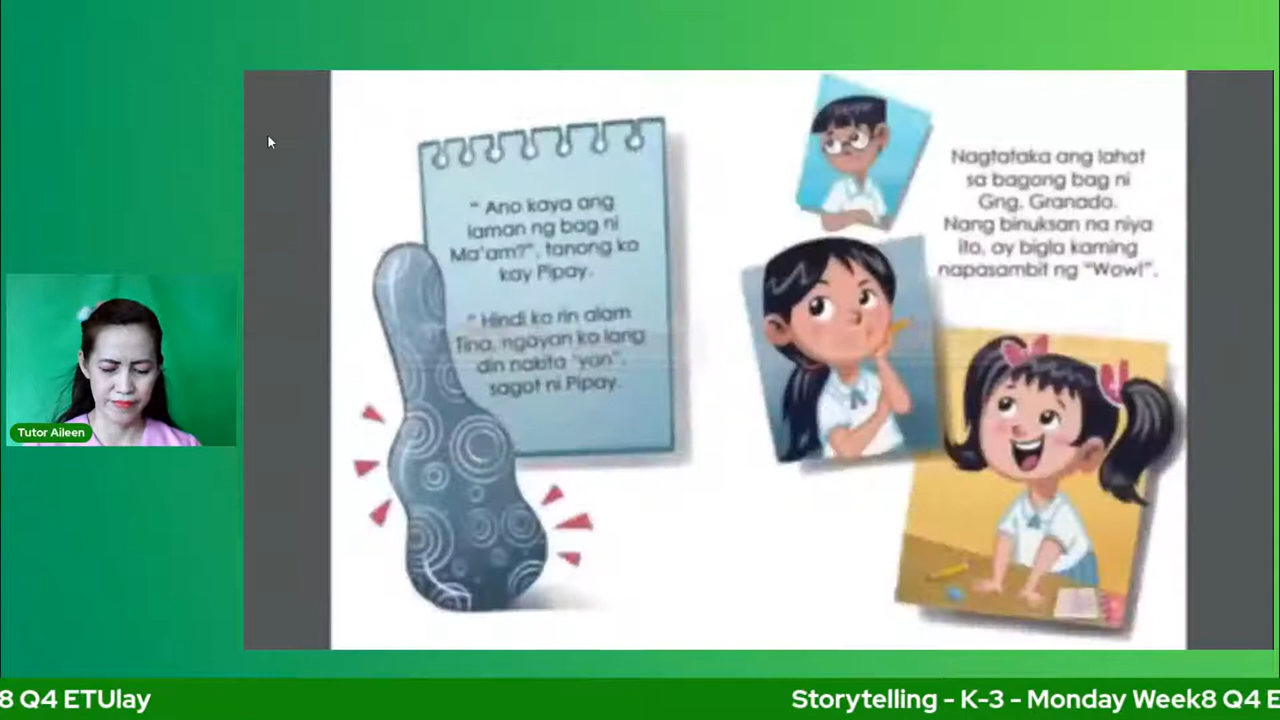 “ Ano kaya ang
laman ng bag ni
Ma'am?”, tanong ko
kay Pipay.
“ Hindi ko rin alam
Tina, ngayon ko lang
din nakita 'yan”,
sagot ni Pipay.
Nagtataka ang lahat
sa bagong bag ni
Gng. Granado.
Nang binuksan na niya
ito, ay bigla kaming
napasambit ng “Wow!”.
Tutor Aileen
8 Q4 ETUlay
Storytelling - K-3 - Monday Week8 Q4 E